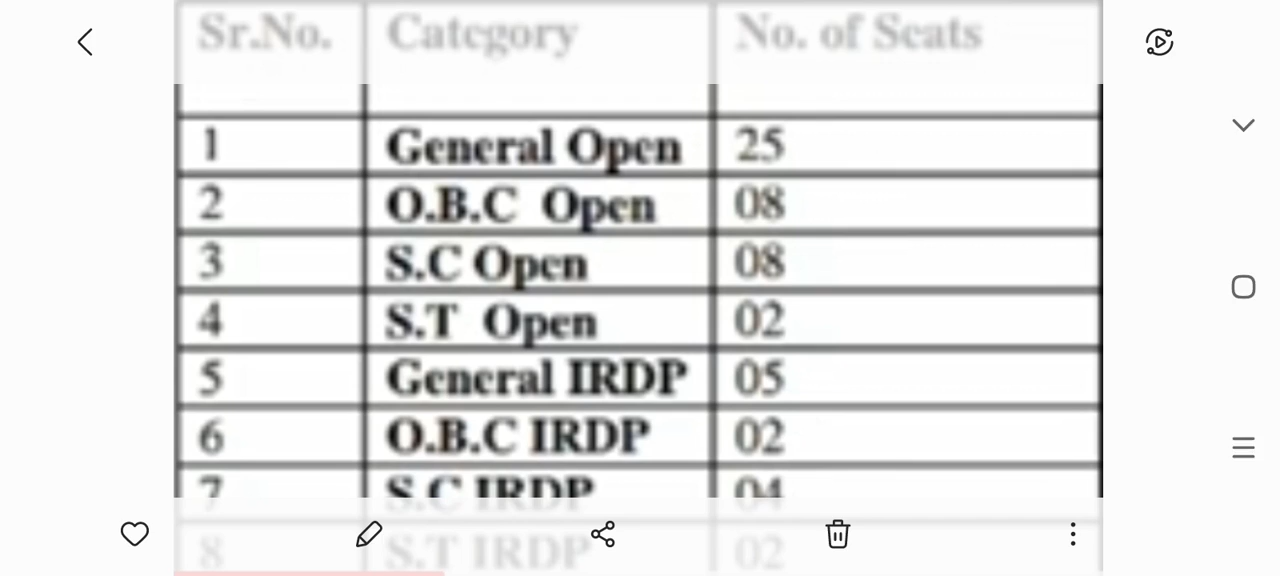 Sr.No. Category No. of Seats
1 General Open 25
2 O.B.C Open 08
3 S.C Open 08
4 S.T Open 02
5 General IRDP 05
6 O.B.C IRDP 02
7 S.C IRDP 04
8 S.T IRDP 02